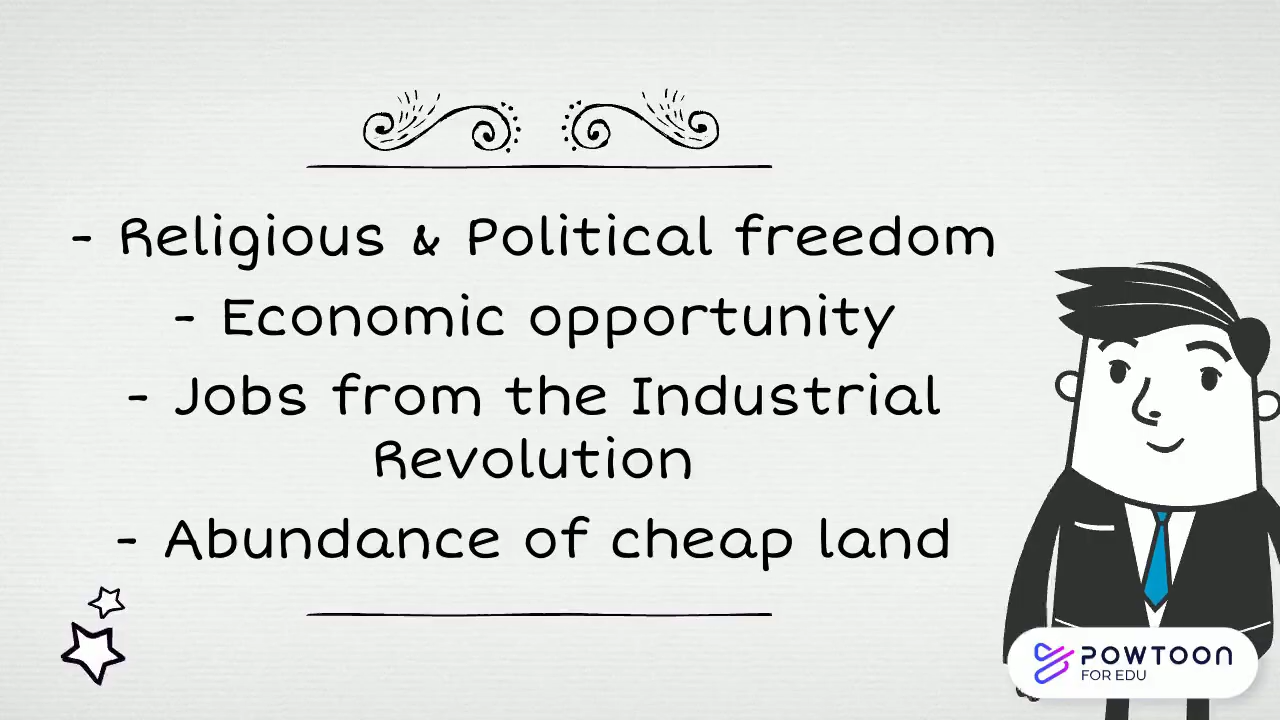 - Religious & Political freedom
- Economic opportunity
- Jobs from the Industrial
Revolution
- Abundance of cheap land
POWTOON
FOR EDU